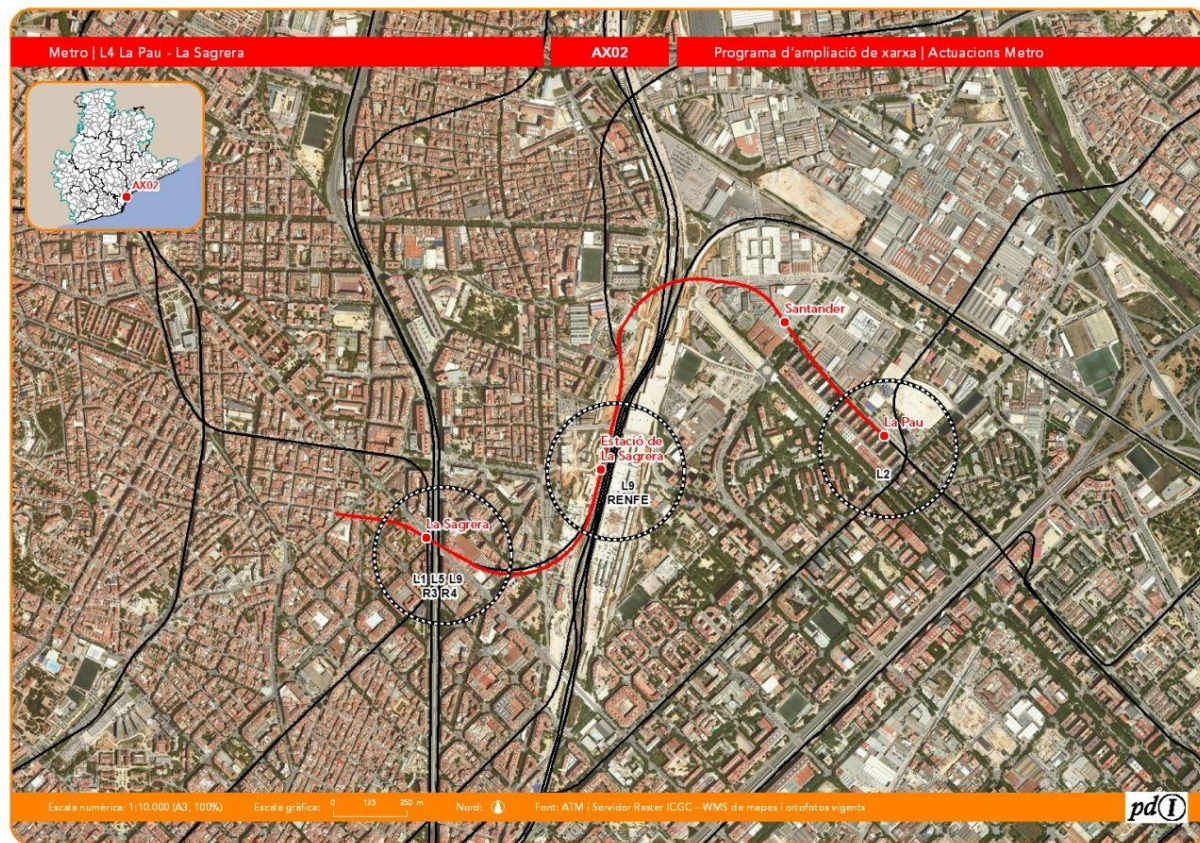 Metro | L4 La Pau - La Sagrera
AX02
Programa d'ampliació de xarxa | Actuacions Metro
AX02
Santander
La Pau
L2
Estació de
La Sagrera
L9
RENFE
La Sagrera
L1 L5 L9
R3 R4
Escala numèrica: 1:10.000 (A3, 100%)
Escala gràfica:
0 125 250 m
Nord:
Font: ATM i Servidor Raster ICGC – WMS de mapes i ortofotos vigents
pdI